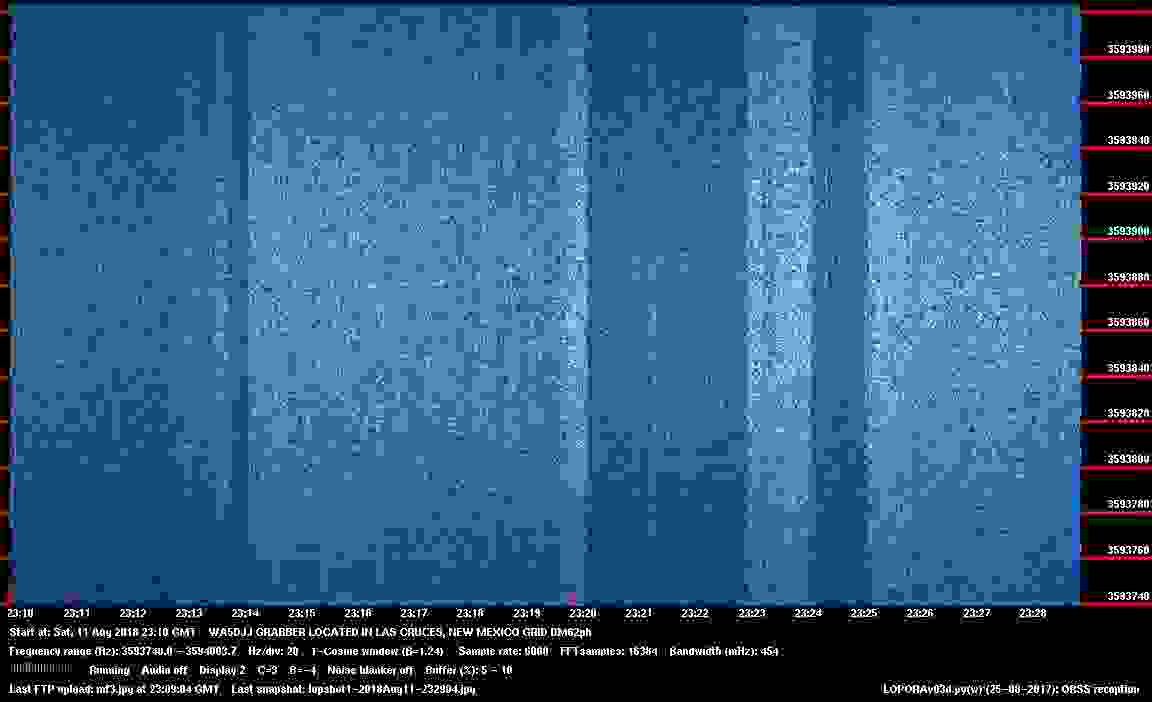 3593980
3593960
3593940
3593920
3593900
3593880
3593860
3593840
3593820
3593800
3593780
3593760
3593740
23:10 23:11 23:12 23:13 23:14 23:15 23:16 23:17 23:18 23:19 23:20 23:21 23:22 23:23 23:24 23:25 23:26 23:27 23:28
Start at: Sat, 11 Aug 2018 23:10 GMT WA5DJJ GRABBER LOCATED IN LAS CRUCES, NEW MEXICO GRID DM62ph
Frequency range (Hz): 3593740.0 - 3594003.7 Hz/div: 20 F-Cosine window (B=1.24) Sample rate: 6000 FFTsamples: 16384 Bandwidth (mHz): 454
Running Audio off Display 2 C=3 B=-4 Noise blanker off Buffer (%): 5 - 10
Last FTP upload: mf3.jpg at 23:09:04 GMT Last snapshot: lopshot1-2018Aug11-232904.jpg
LOPORAv03d.py(w) (25-08-2017): QRSS reception